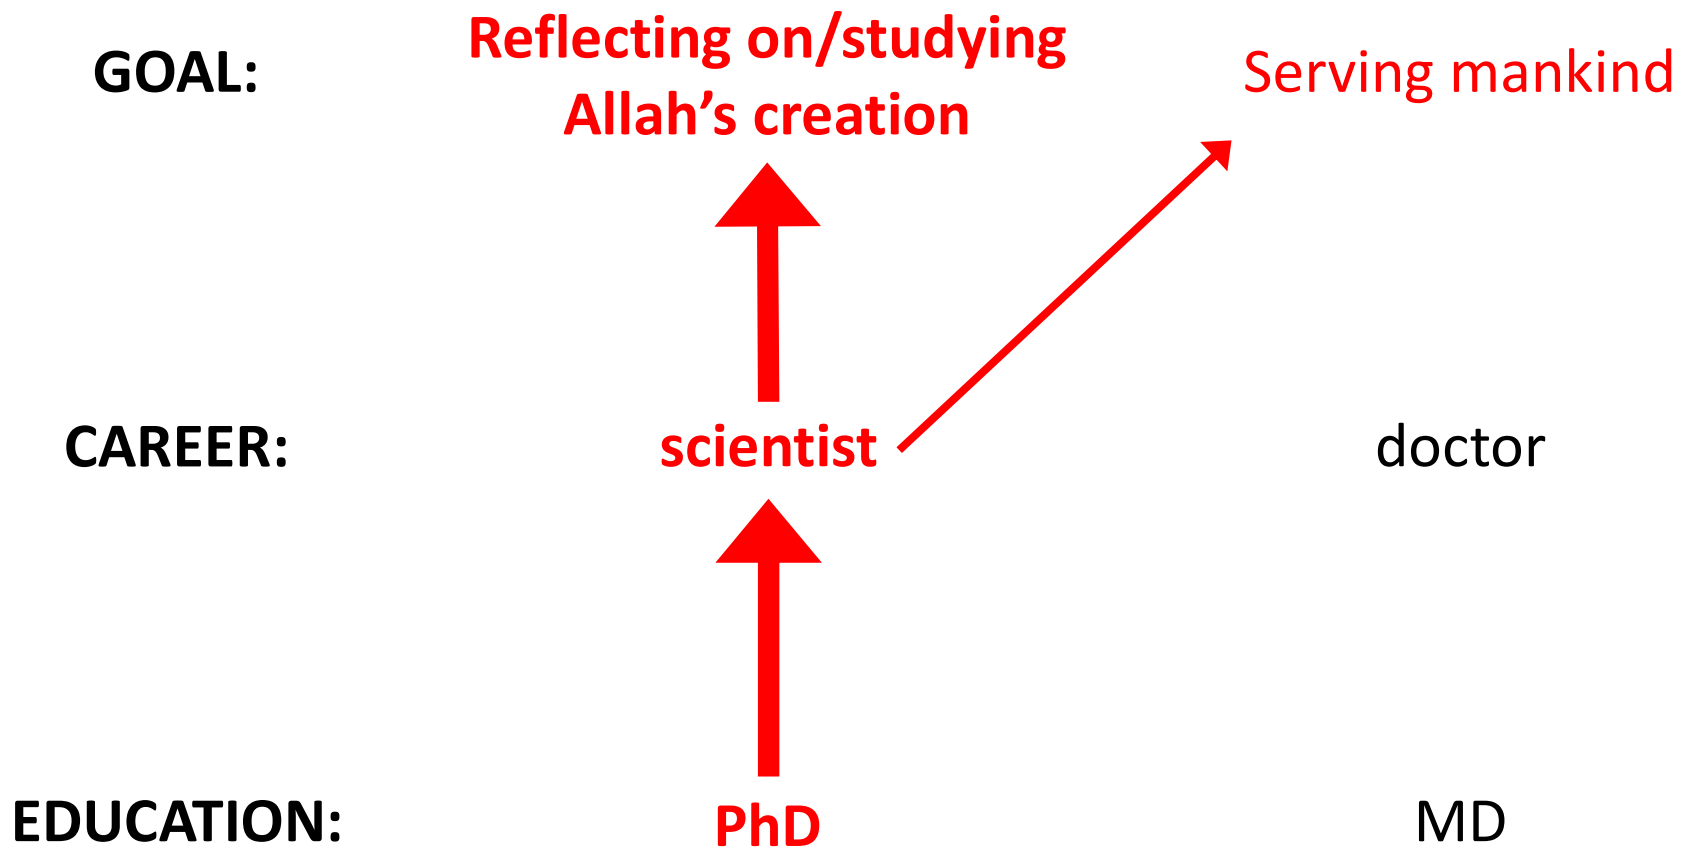 GOAL:
Reflecting on/studying
Allah’s creation
Serving mankind
CAREER:
scientist
doctor
EDUCATION:
PhD
MD